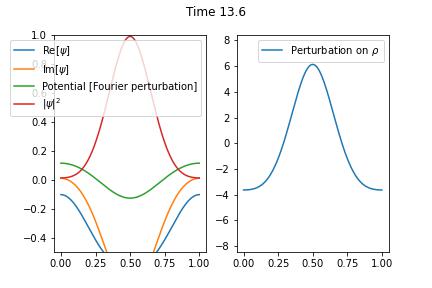 Time 13.6
1.0
0.8
0.6
0.4
0.2
0.0
−0.2
−0.4
Re[ψ]
Im[ψ]
Potential [Fourier perturbation]
|ψ|²
0.00 0.25 0.50 0.75 1.00
8
6
4
2
0
−2
−4
−6
−8
Perturbation on ρ
0.00 0.25 0.50 0.75 1.00